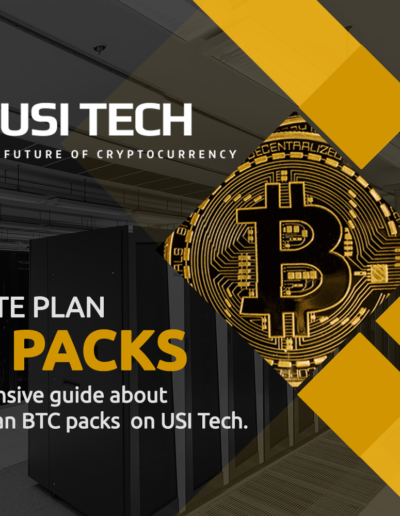 USI TECH
FUTURE OF CRYPTOCURRENCY
DECENTRALIZED
TE PLAN
PACKS
nsive guide about
an BTC packs on USI Tech.